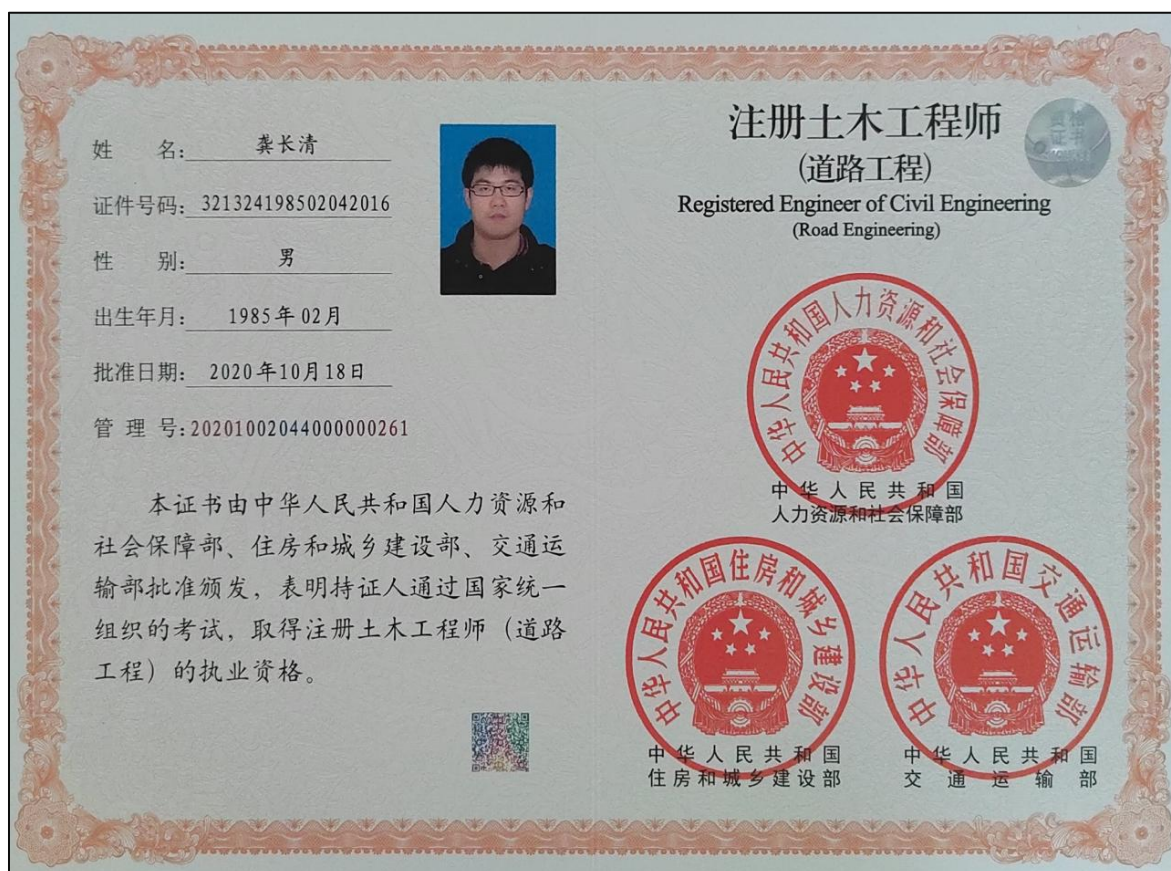 姓 名: 龚长清
证件号码: 321324198502042016
性 别: 男
出生年月: 1985年02月
批准日期: 2020年10月18日
管 理 号:20201002044000000261
本证书由中华人民共和国人力资源和
社会保障部、住房和城乡建设部、交通运
输部批准颁发，表明持证人通过国家统一
组织的考试，取得注册土木工程师（道路
工程）的执业资格。
注册土木工程师
(道路工程)
Registered Engineer of Civil Engineering
(Road Engineering)
资格
证书
中华人民共和国人力资源和社会保障部
中华人民共和国
人力资源和社会保障部
中华人民共和国住房和城乡建设部
中华人民共和国
住房和城乡建设部
中华人民共和国交通运输部
中华人民共和国
交通运输部